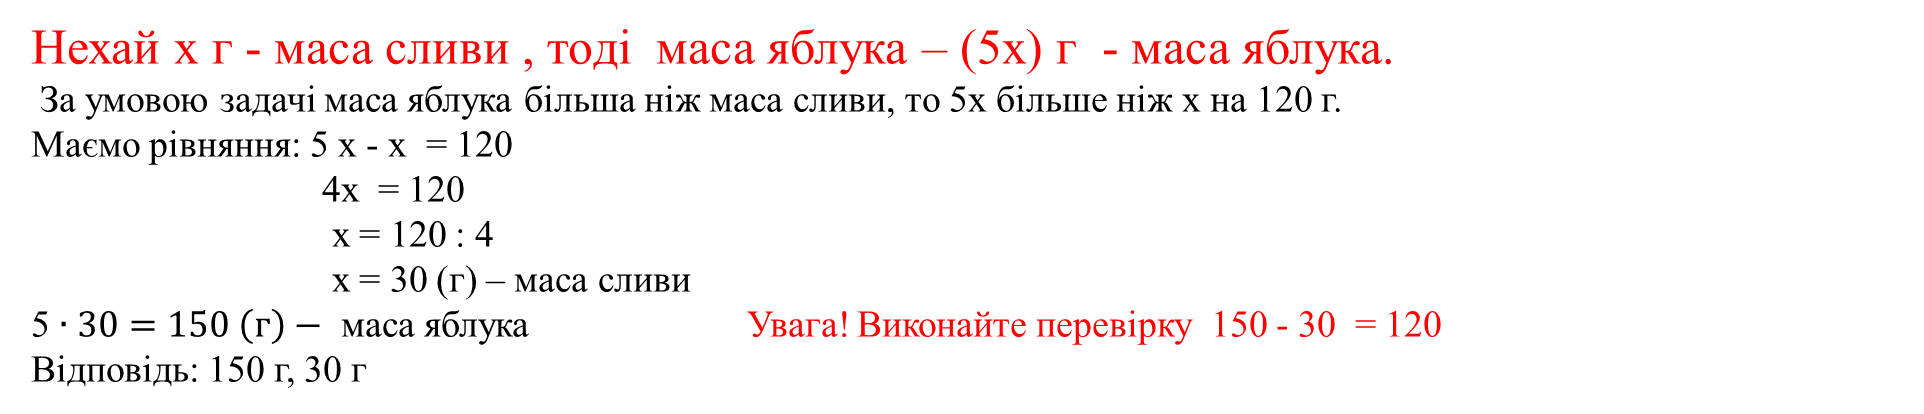 Нехай х г - маса сливи , тоді маса яблука – (5х) г - маса яблука.
За умовою задачі маса яблука більша ніж маса сливи, то 5х більше ніж х на 120 г.
Маємо рівняння: 5 х - х = 120
4х = 120
х = 120 : 4
х = 30 (г) – маса сливи
5 ∙ 30 = 150 (г) − маса яблука Увага! Виконайте перевірку 150 - 30 = 120
Відповідь: 150 г, 30 г